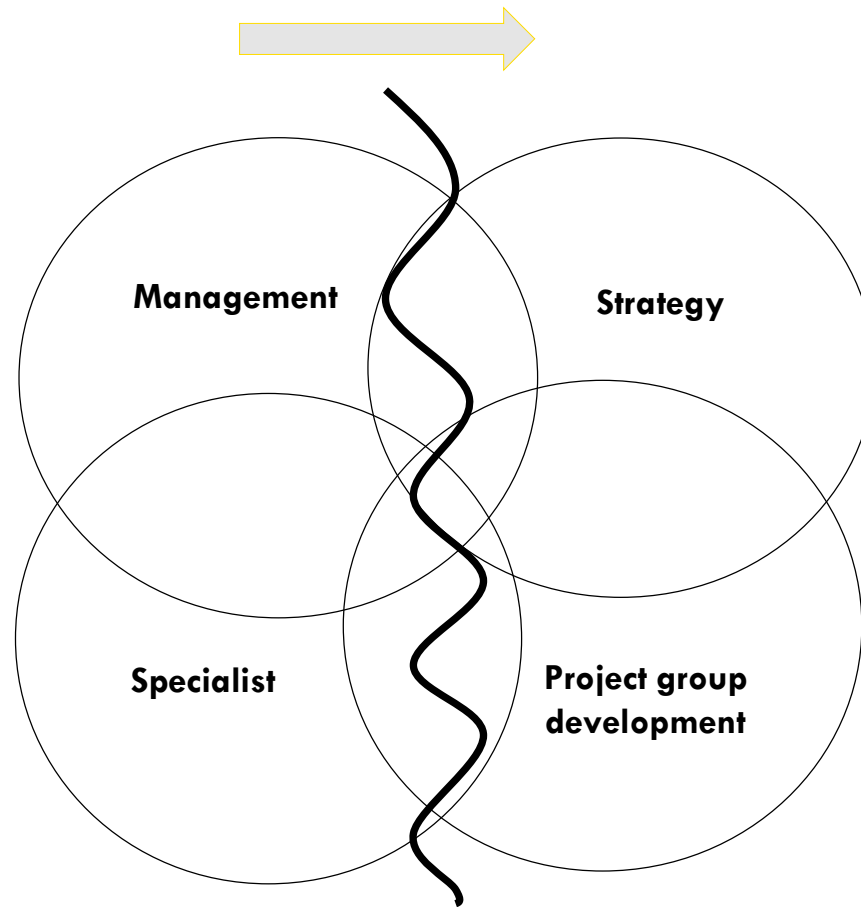 Management
Strategy
Specialist
Project group
development